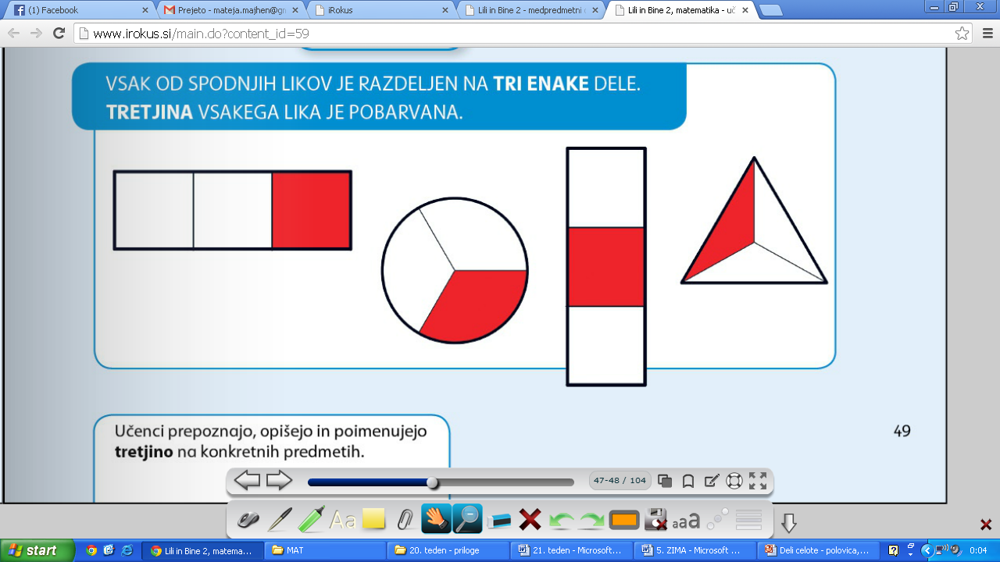 (1) Facebook
Prejeto - mateja.majhen@gm
iRokus
Lili in Bine 2 - medpredmetni
Lili in Bine 2, matematika - uč
www.irokus.si/main.do?content_id=59
VSAK OD SPODNJIH LIKOV JE RAZDELJEN NA TRI ENAKE DELE.
TRETJINA VSAKEGA LIKA JE POBARVANA.
Učenci prepoznajo, opišejo in poimenujejo
tretjino na konkretnih predmetih.
49
47-48 / 104
Aa
aaA
start
Lili in Bine 2, matema...
MAT
20. teden - priloge
21. teden - Microsoft...
5. ZIMA - Microsoft ...
Deli celote - polovica,...
0:04